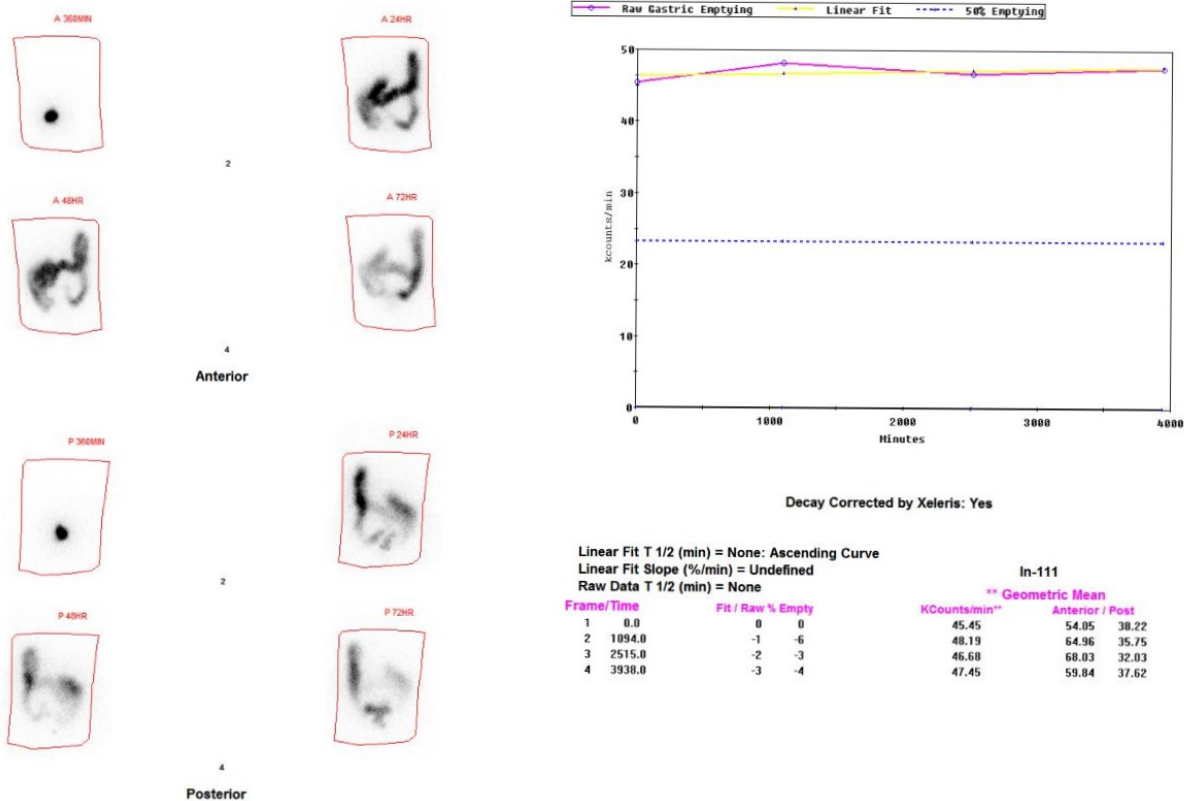 A 360MIN
A 24HR
2
A 48HR
A 72HR
4
Anterior
P 360MIN
P 24HR
2
P 48HR
P 72HR
4
Posterior
Raw Gastric Emptying Linear Fit 50% Emptying
50
40
30
20
10
0
kcounts/min
0 1000 2000 3000 4000
Minutes
Decay Corrected by Xeleris: Yes
Linear Fit T 1/2 (min) = None: Ascending Curve
Linear Fit Slope (%/min) = Undefined
Raw Data T 1/2 (min) = None
In-111
** Geometric Mean
Frame/Time Fit / Raw % Empty KCounts/min** Anterior / Post
1 0.0 0 0 45.45 54.05 38.22
2 1094.0 -1 -6 48.19 64.96 35.75
3 2515.0 -2 -3 46.68 68.03 32.03
4 3938.0 -3 -4 47.45 59.84 37.62